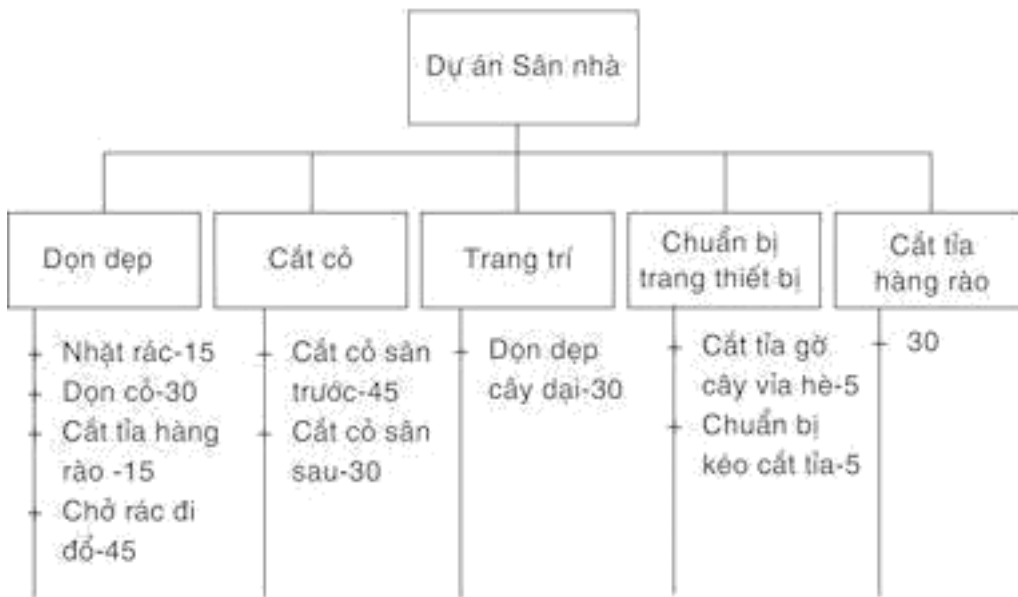 Dự án Sân nhà
Dọn dẹp
Nhặt rác-15
Dọn cỏ-30
Cắt tỉa hàng
rào -15
Chở rác đi
đổ-45
Cắt cỏ
Cắt cỏ sân
trước-45
Cắt cỏ sân
sau-30
Trang trí
Dọn dẹp
cây dại-30
Chuẩn bị
trang thiết bị
Cắt tỉa gờ
cây vỉa hè-5
Chuẩn bị
kéo cắt tỉa-5
Cắt tỉa
hàng rào
30